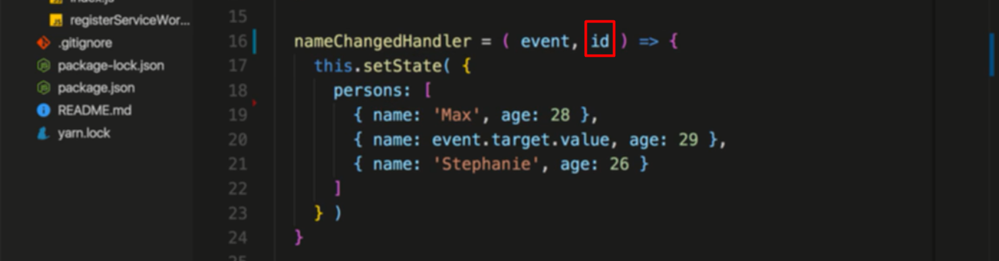 registerServiceWor...
.gitignore
package-lock.json
package.json
README.md
yarn.lock
15
16 nameChangedHandler = ( event, id ) => {
17 this.setState( {
18 persons: [
19 { name: 'Max', age: 28 },
20 { name: event.target.value, age: 29 },
21 { name: 'Stephanie', age: 26 }
22 ]
23 } )
24 }